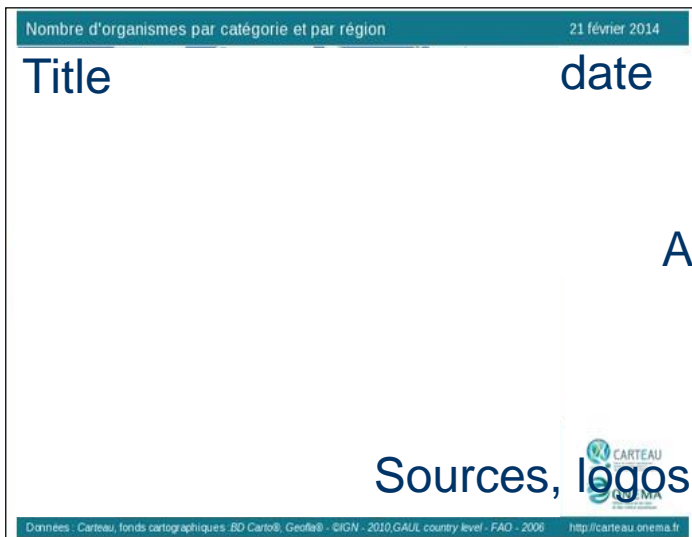 Nombre d'organismes par catégorie et par région 21 février 2014
Title date
A
CARTEAU
Sources, logos
ONEMA
Données : Carteau, fonds cartographiques :BD Carto®, Geofla® - ©IGN - 2010,GAUL country level - FAO - 2006 http://carteau.onema.fr